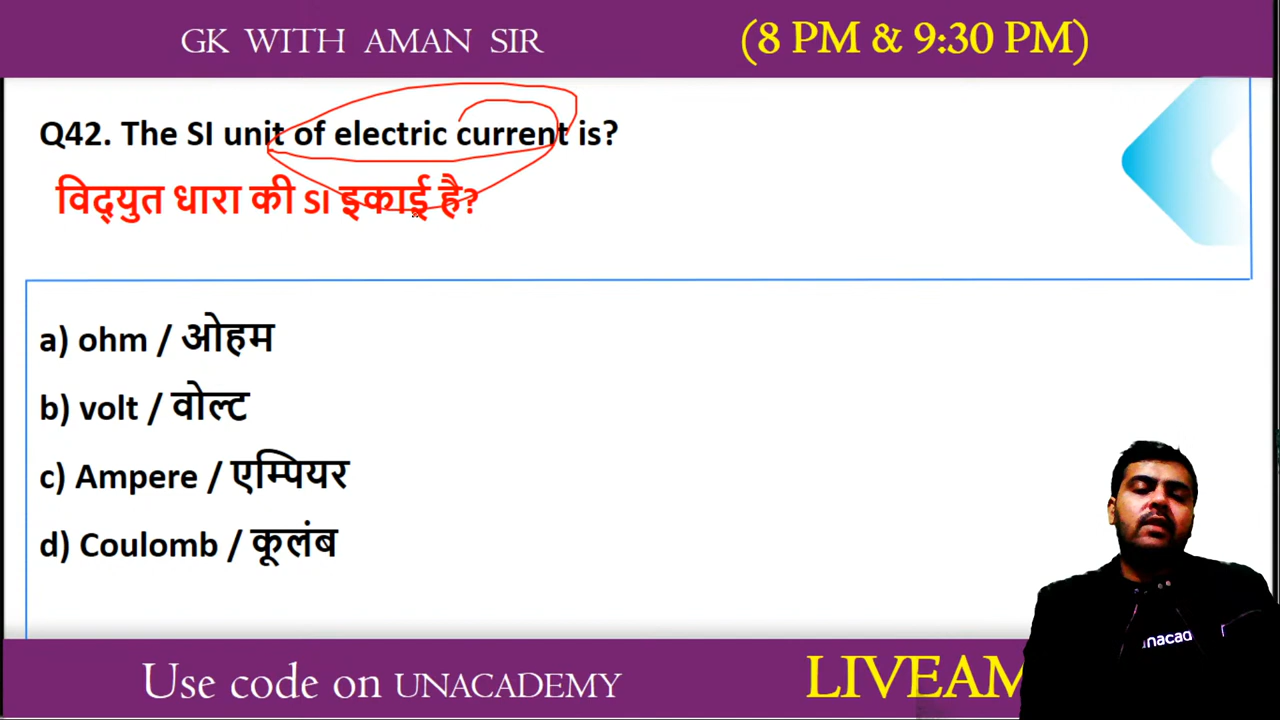 GK WITH AMAN SIR (8 PM & 9:30 PM)
Q42. The SI unit of electric current is?
विद्युत धारा की SI इकाई है?
a) ohm / ओहम
b) volt / वोल्ट
c) Ampere / एम्पियर
d) Coulomb / कूलंब
nacad
Use code on UNACADEMY LIVEAM